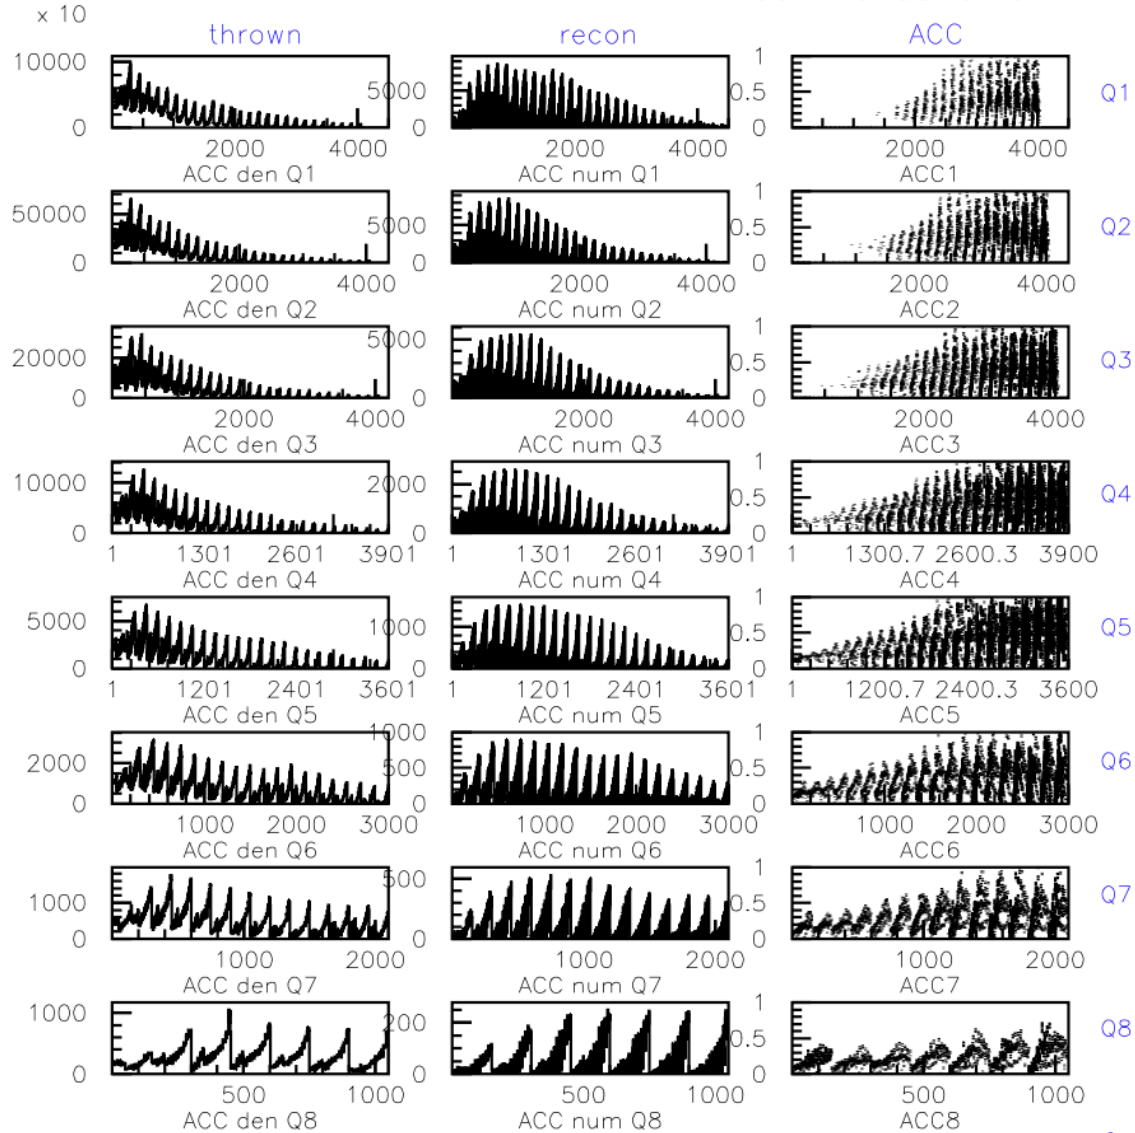 x 10
thrown recon ACC
10000 5000 1 Q1
0.5
0 0 0
2000 4000 2000 4000 2000 4000
ACC den Q1 ACC num Q1 ACC1
50000 5000 1 Q2
0.5
0 0 0
2000 4000 2000 4000 2000 4000
ACC den Q2 ACC num Q2 ACC2
20000 5000 1 Q3
0.5
0 0 0
2000 4000 2000 4000 2000 4000
ACC den Q3 ACC num Q3 ACC3
10000 2000 1 Q4
0.5
0 0 0
1 1301 2601 3901 1 1301 2601 3901 1 1300.7 2600.3 3900
ACC den Q4 ACC num Q4 ACC4
5000 1000 1 Q5
0.5
0 0 0
1 1201 2401 3601 1 1201 2401 3601 1 1200.7 2400.3 3600
ACC den Q5 ACC num Q5 ACC5
1000 1
2000 500 0.5 Q6
0 0 0
1000 2000 3000 1000 2000 3000 1000 2000 3000
ACC den Q6 ACC num Q6 ACC6
500 1
1000 0.5 Q7
0 0 0
1000 2000 1000 2000 1000 2000
ACC den Q7 ACC num Q7 ACC7
1000 200 1 Q8
0.5
0 0 0
500 1000 500 1000 500 1000
ACC den Q8 ACC num Q8 ACC8